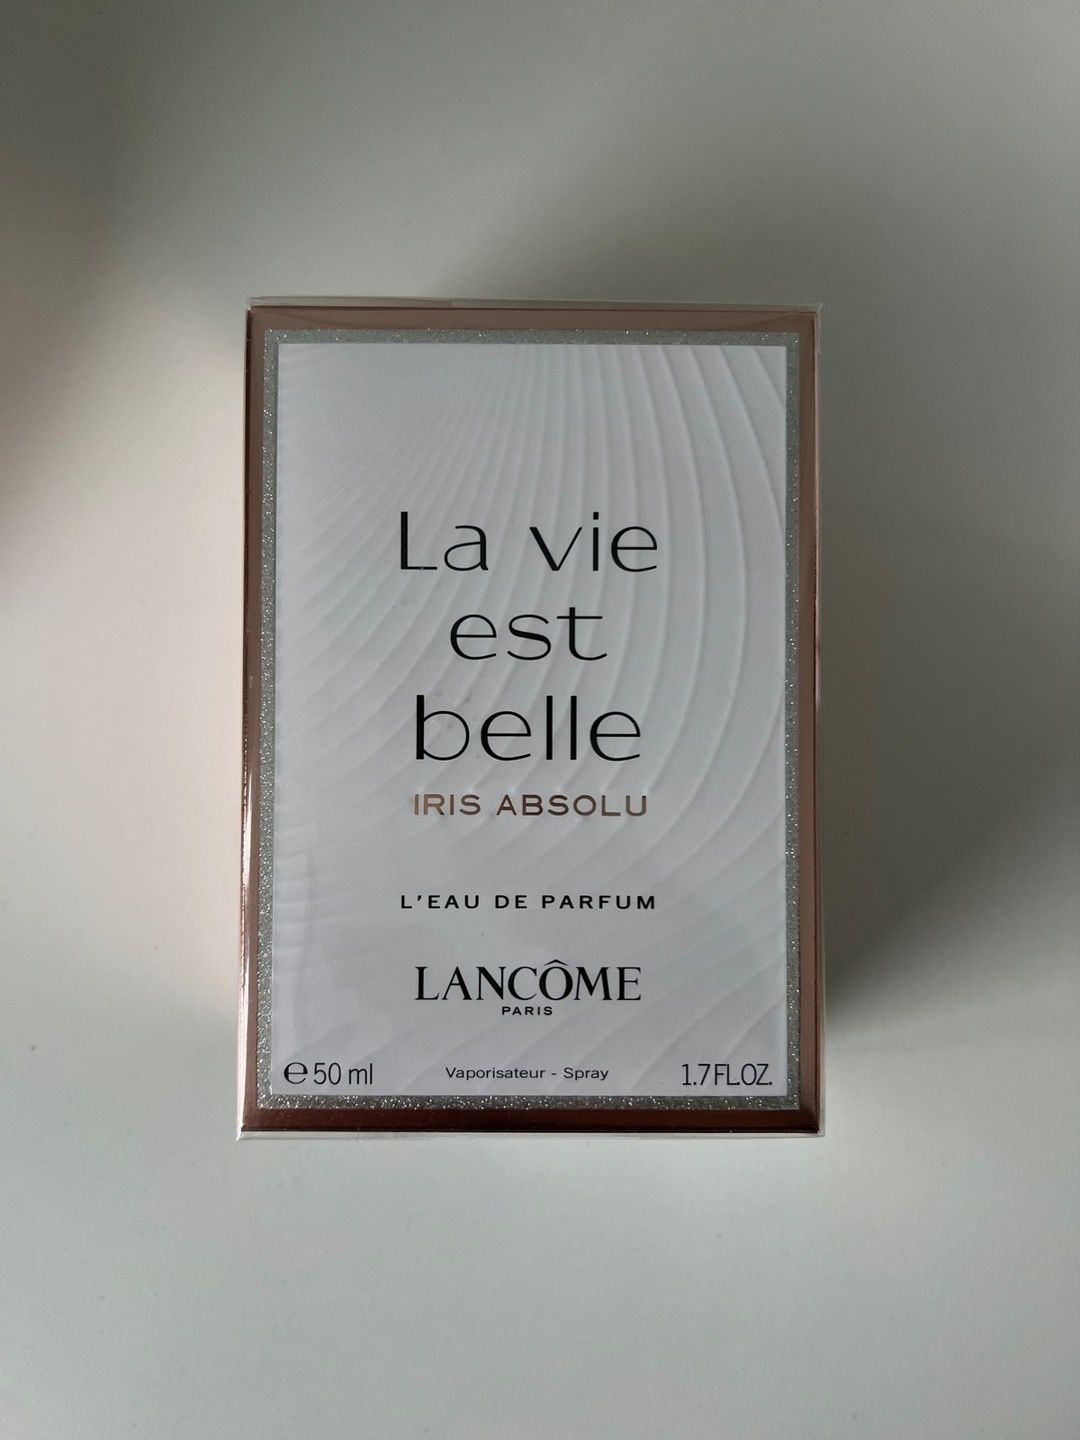 La vie
est
belle
IRIS ABSOLU
L'EAU DE PARFUM
LANCÔME
PARIS
℮50 ml Vaporisateur - Spray 1.7FL.OZ.